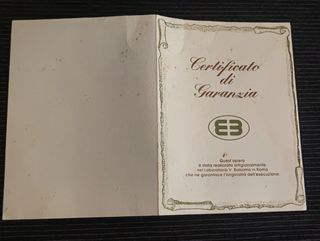 Certificato
di
Garanzia
Quest'opera
è stata realizzata artigianalmente
nel Laboratorio V. Balsamo in Roma
che ne garantisce l'originalità dell'esecuzione.